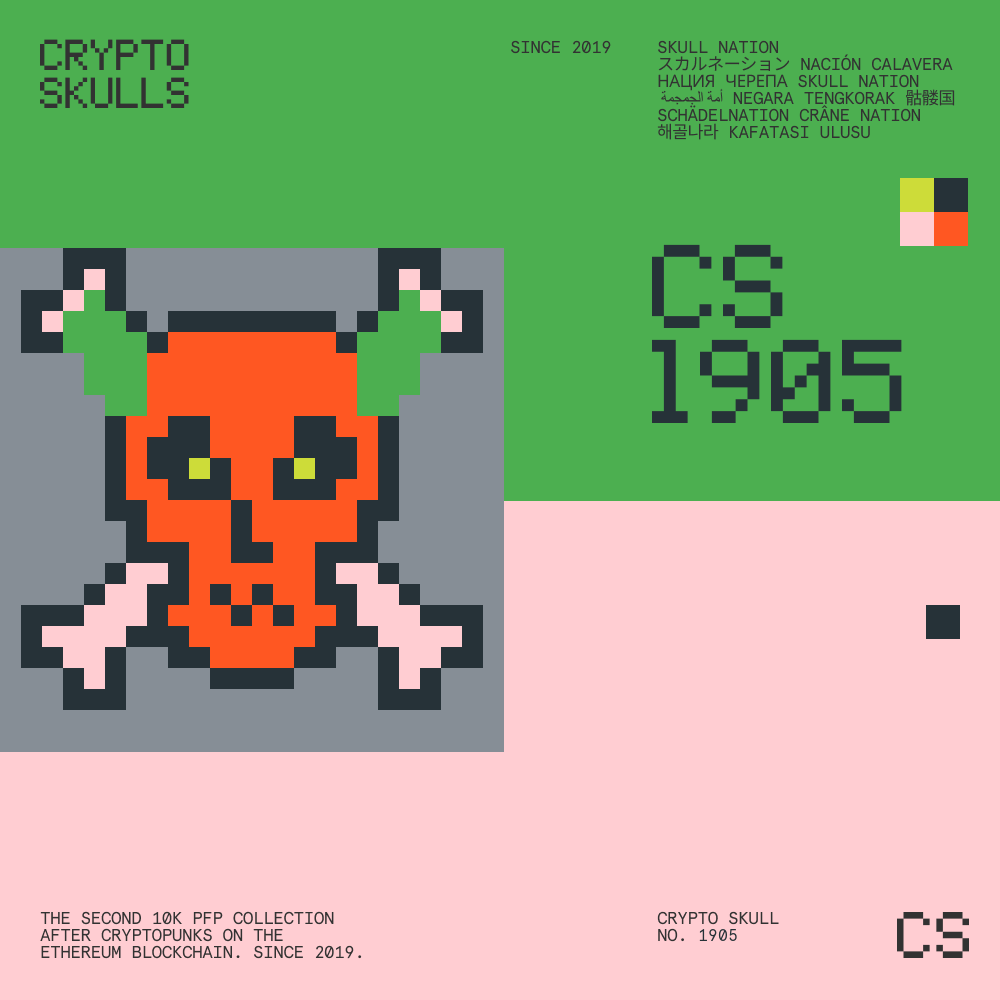 CRYPTO
SKULLS
SINCE 2019
SKULL NATION
スカルネーション NACIÓN CALAVERA
НАЦИЯ ЧЕРЕПА SKULL NATION
أمة الجمجمة NEGARA TENGKORAK 骷髅国
SCHÄDELNATION CRÂNE NATION
해골나라 KAFATASI ULUSU
CS
1905
THE SECOND 10K PFP COLLECTION
AFTER CRYPTOPUNKS ON THE
ETHEREUM BLOCKCHAIN. SINCE 2019.
CRYPTO SKULL
NO. 1905
CS